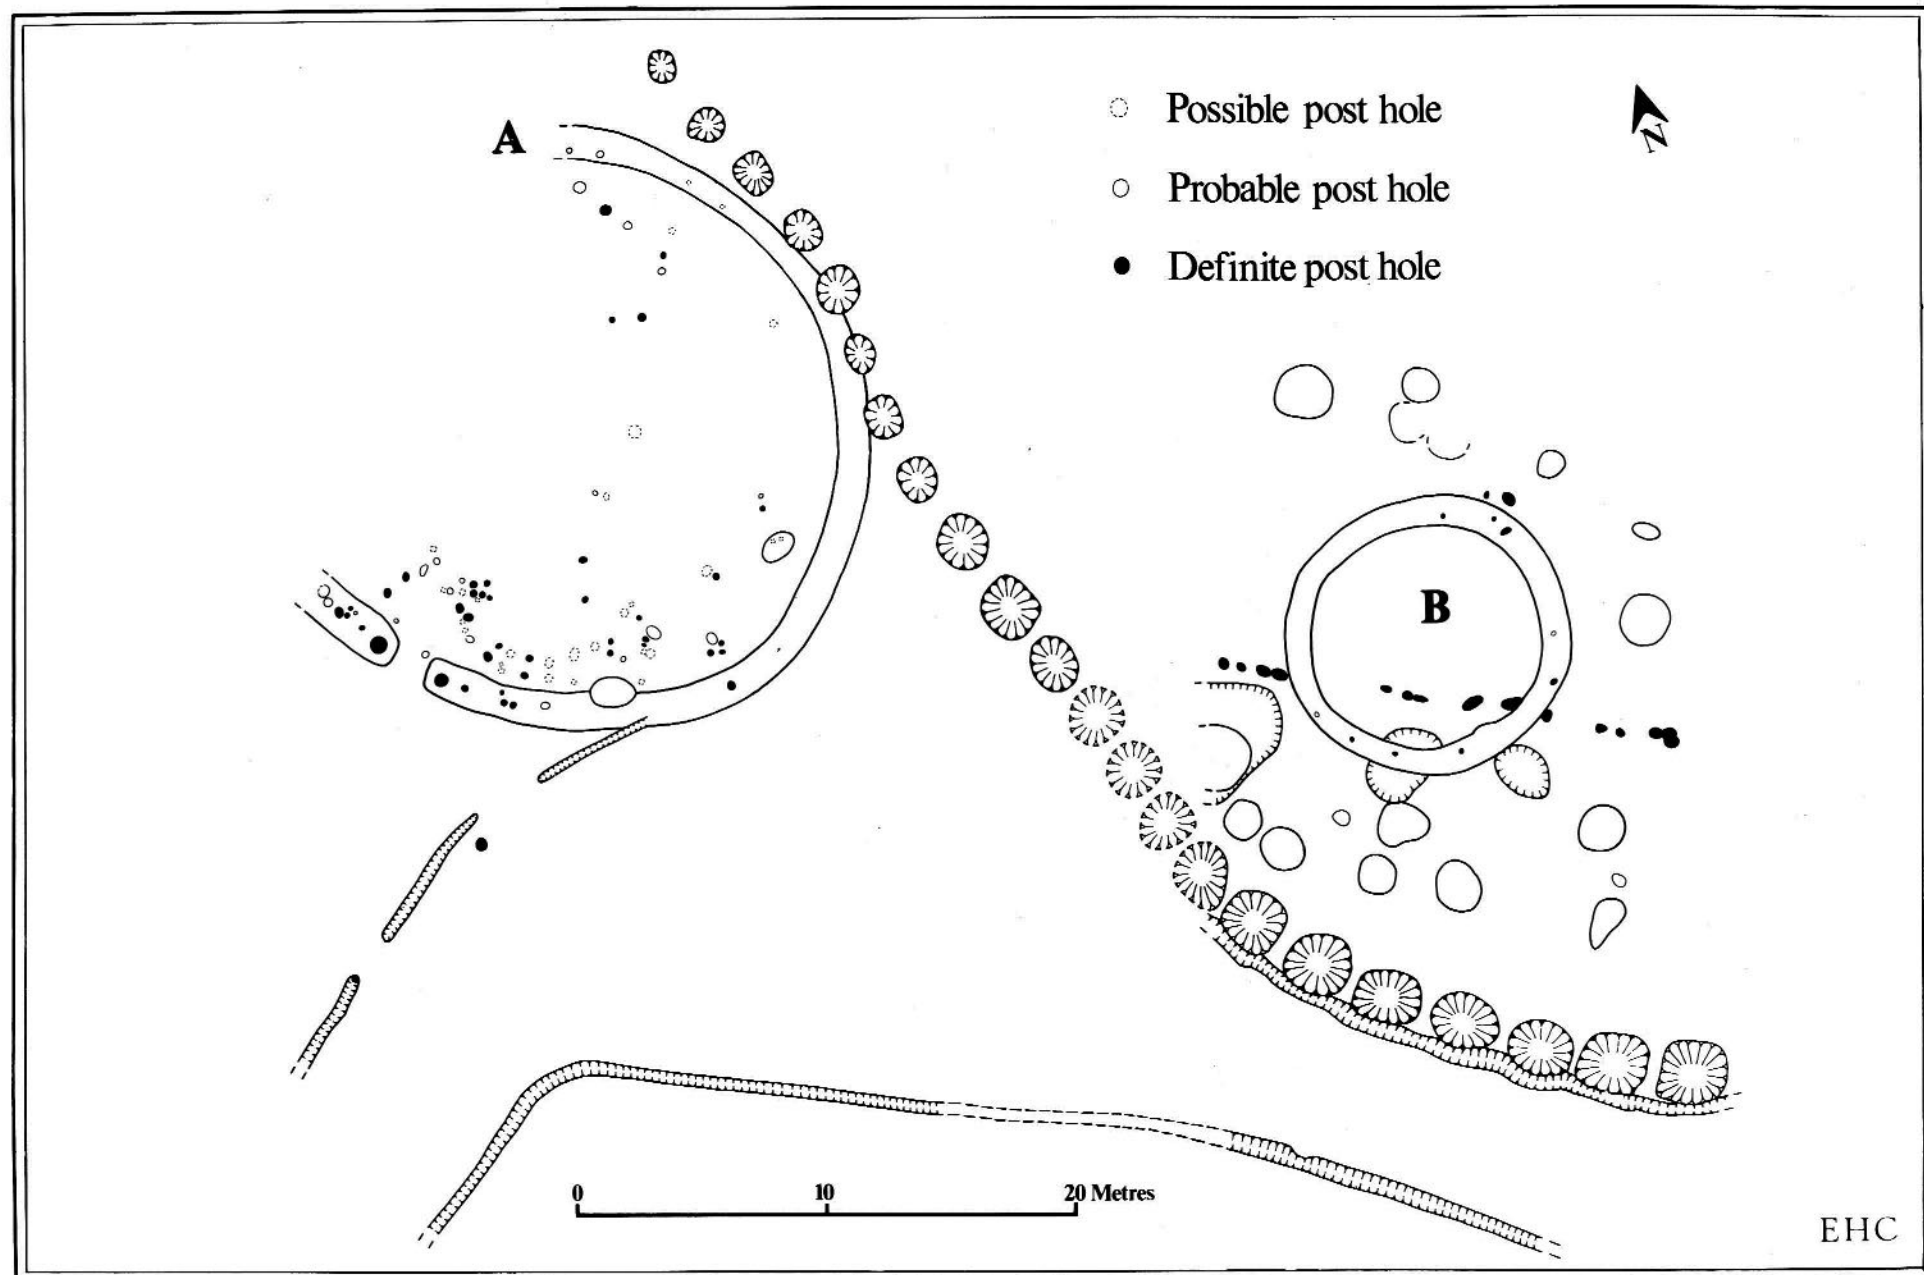 A
Possible post hole
N
Probable post hole
Definite post hole
B
0 10 20 Metres
EHC